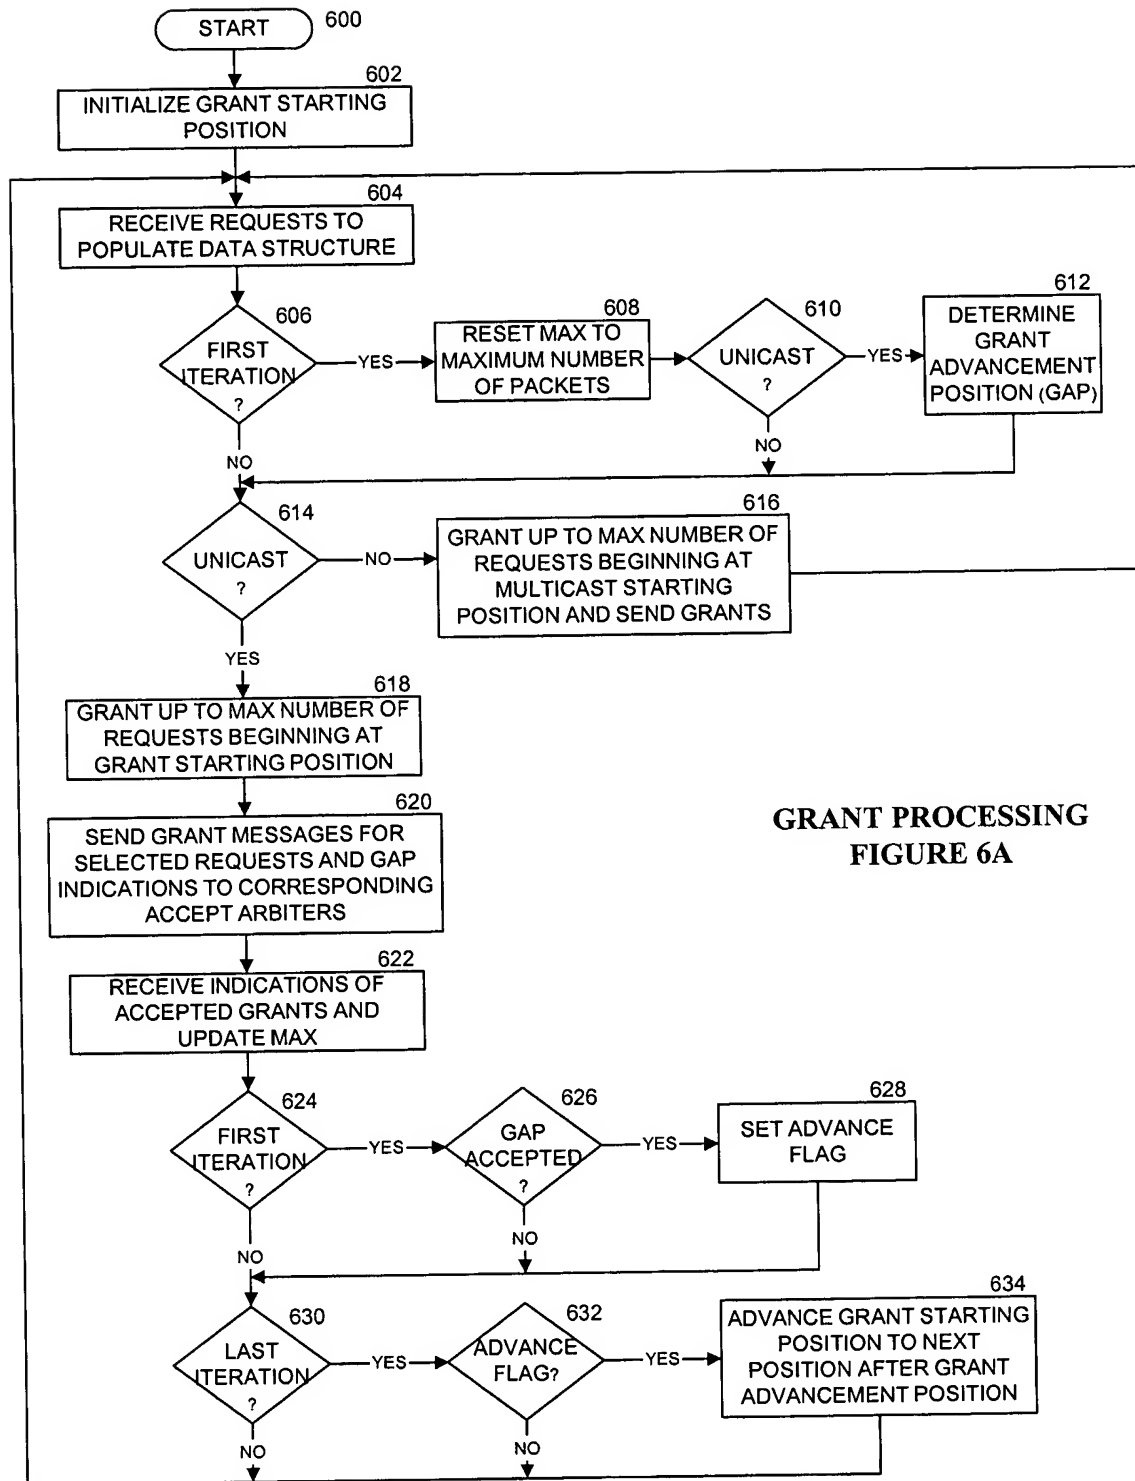 START
600
602
INITIALIZE GRANT STARTING
POSITION
604
RECEIVE REQUESTS TO
POPULATE DATA STRUCTURE
606
FIRST
ITERATION
?
YES
NO
608
RESET MAX TO
MAXIMUM NUMBER
OF PACKETS
610
UNICAST
?
YES
NO
612
DETERMINE
GRANT
ADVANCEMENT
POSITION (GAP)
614
UNICAST
?
NO
YES
616
GRANT UP TO MAX NUMBER OF
REQUESTS BEGINNING AT
MULTICAST STARTING
POSITION AND SEND GRANTS
618
GRANT UP TO MAX NUMBER OF
REQUESTS BEGINNING AT
GRANT STARTING POSITION
620
SEND GRANT MESSAGES FOR
SELECTED REQUESTS AND GAP
INDICATIONS TO CORRESPONDING
ACCEPT ARBITERS
GRANT PROCESSING
FIGURE 6A
622
RECEIVE INDICATIONS OF
ACCEPTED GRANTS AND
UPDATE MAX
624
FIRST
ITERATION
?
YES
NO
626
GAP
ACCEPTED
?
YES
NO
628
SET ADVANCE
FLAG
630
LAST
ITERATION
?
YES
NO
632
ADVANCE
FLAG?
YES
NO
634
ADVANCE GRANT STARTING
POSITION TO NEXT
POSITION AFTER GRANT
ADVANCEMENT POSITION